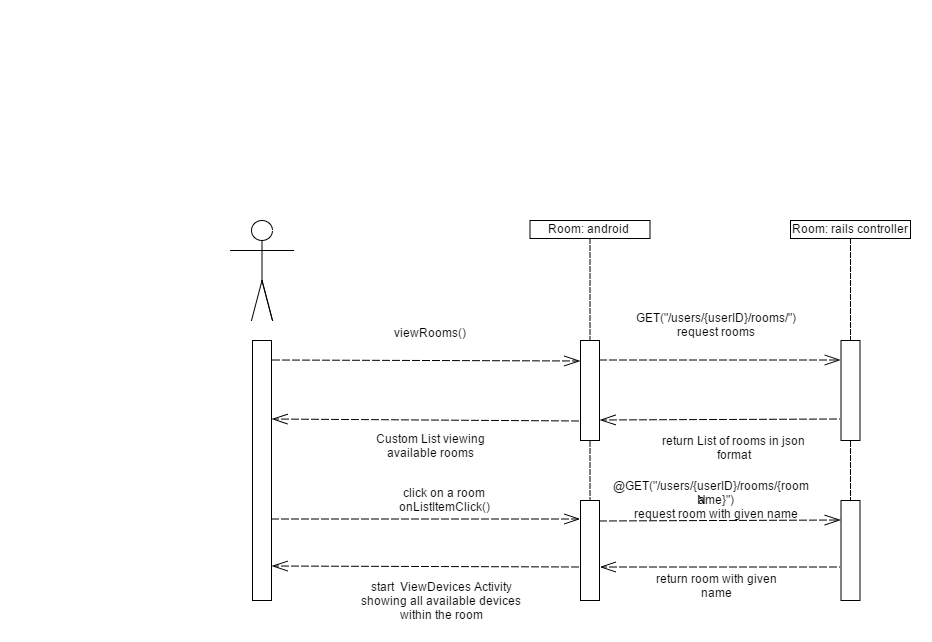 Room: android
Room: rails controller
GET("/users/{userID}/rooms/")
request rooms
viewRooms()
Custom List viewing
available rooms
return List of rooms in json
format
@GET("/users/{userID}/rooms/{room
ame}")
request room with given name
click on a room
onListItemClick()
return room with given
name
start ViewDevices Activity
showing all available devices
within the room